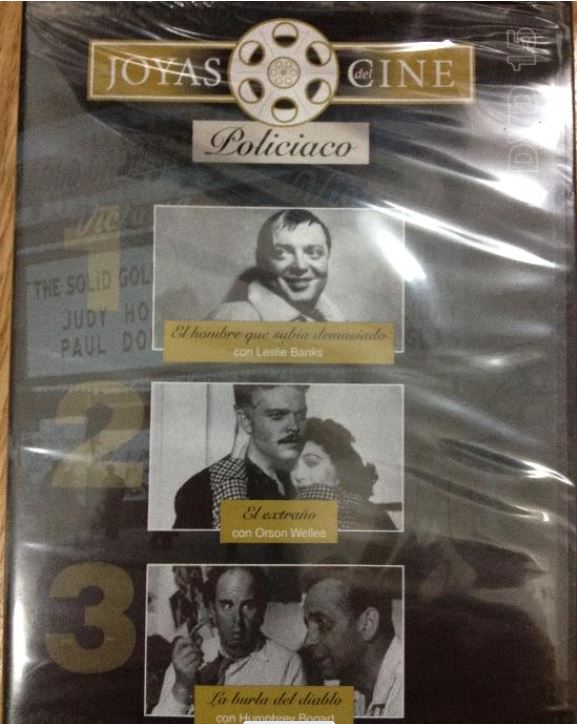 JOYAS del CINE
Policiaco
DVD 15
THE SOLID GOL
JUDY HO
PAUL DO
1
El hombre que sabía demasiado
con Leslie Banks
2
El extraño
con Orson Welles
3
La burla del diablo
con Humphrey Bogart